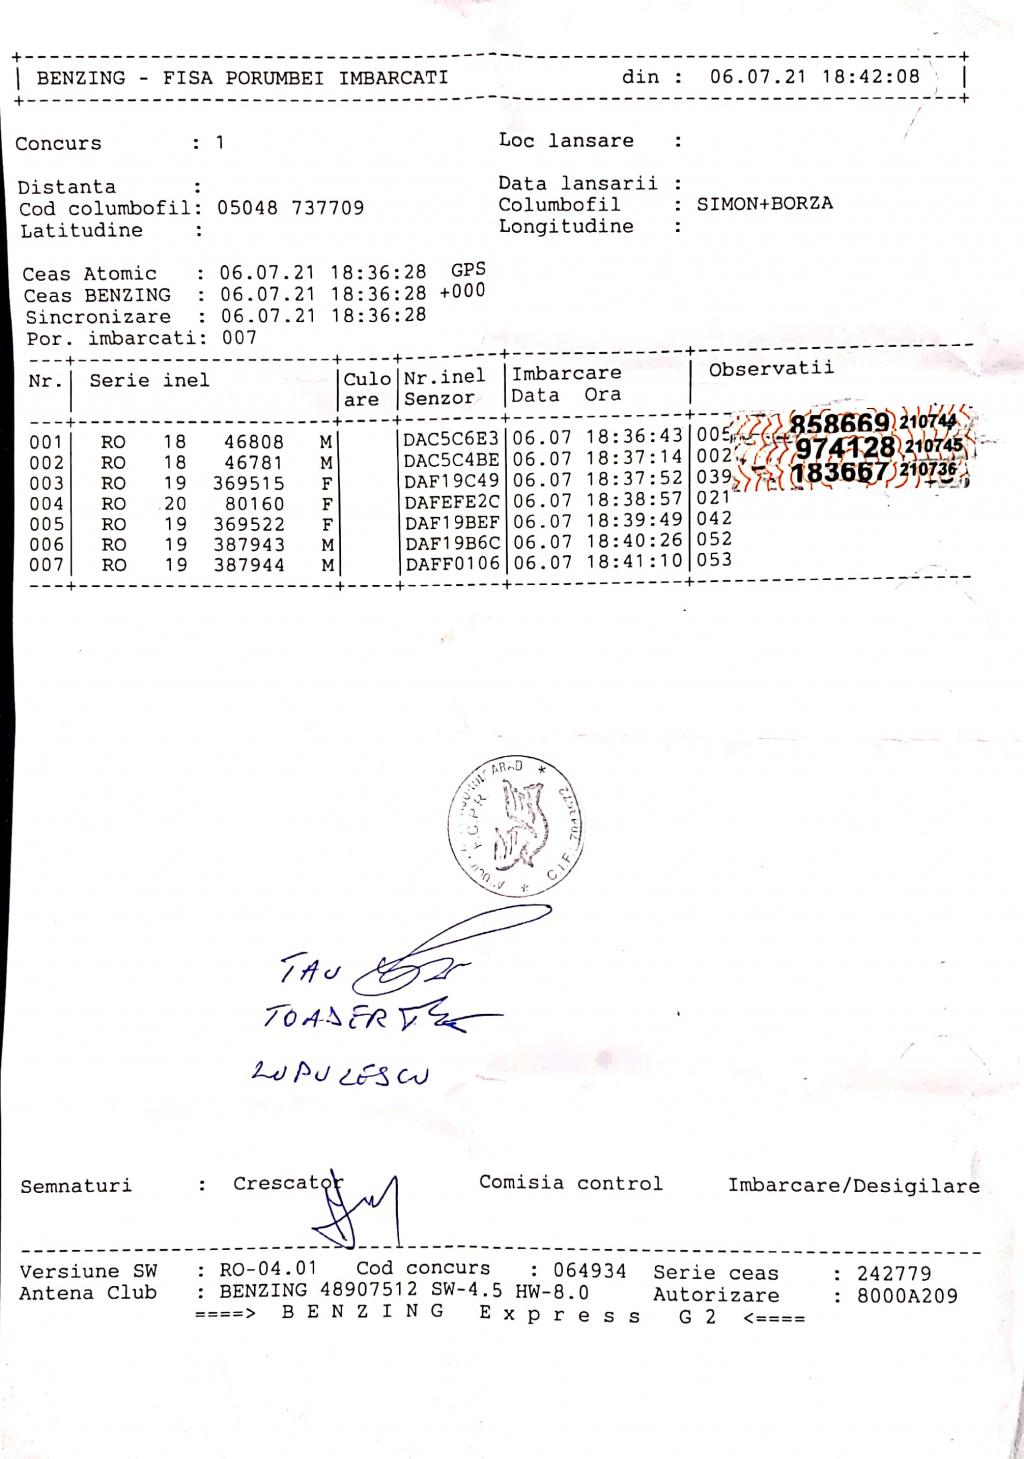 BENZING - FISA PORUMBEI IMBARCATI din : 06.07.21 18:42:08
Concurs : 1 Loc lansare :
Distanta : Data lansarii :
Cod columbofil: 05048 737709 Columbofil : SIMON+BORZA
Latitudine : Longitudine :
Ceas Atomic : 06.07.21 18:36:28 GPS
Ceas BENZING : 06.07.21 18:36:28 +000
Sincronizare : 06.07.21 18:36:28
Por. imbarcati: 007
Nr. Serie inel Culo Nr.inel Imbarcare Observatii
are Senzor Data Ora
001 RO 18 46808 M DAC5C6E3 06.07 18:36:43 005 858669 210744
002 RO 18 46781 M DAC5C4BE 06.07 18:37:14 002 974128 210745
003 RO 19 369515 F DAF19C49 06.07 18:37:52 039 183667 210736
004 RO 20 80160 F DAFEFE2C 06.07 18:38:57 021
005 RO 19 369522 F DAF19BEF 06.07 18:39:49 042
006 RO 19 387943 M DAF19B6C 06.07 18:40:26 052
007 RO 19 387944 M DAFF0106 06.07 18:41:10 053
ARAD * F.C.P.R. * C.I.F.
TAU
TOADER
LUPULESCU
Semnaturi : Crescator Comisia control Imbarcare/Desigilare
Versiune SW : RO-04.01 Cod concurs : 064934 Serie ceas : 242779
Antena Club : BENZING 48907512 SW-4.5 HW-8.0 Autorizare : 8000A209
====> B E N Z I N G E x p r e s s G 2 <====